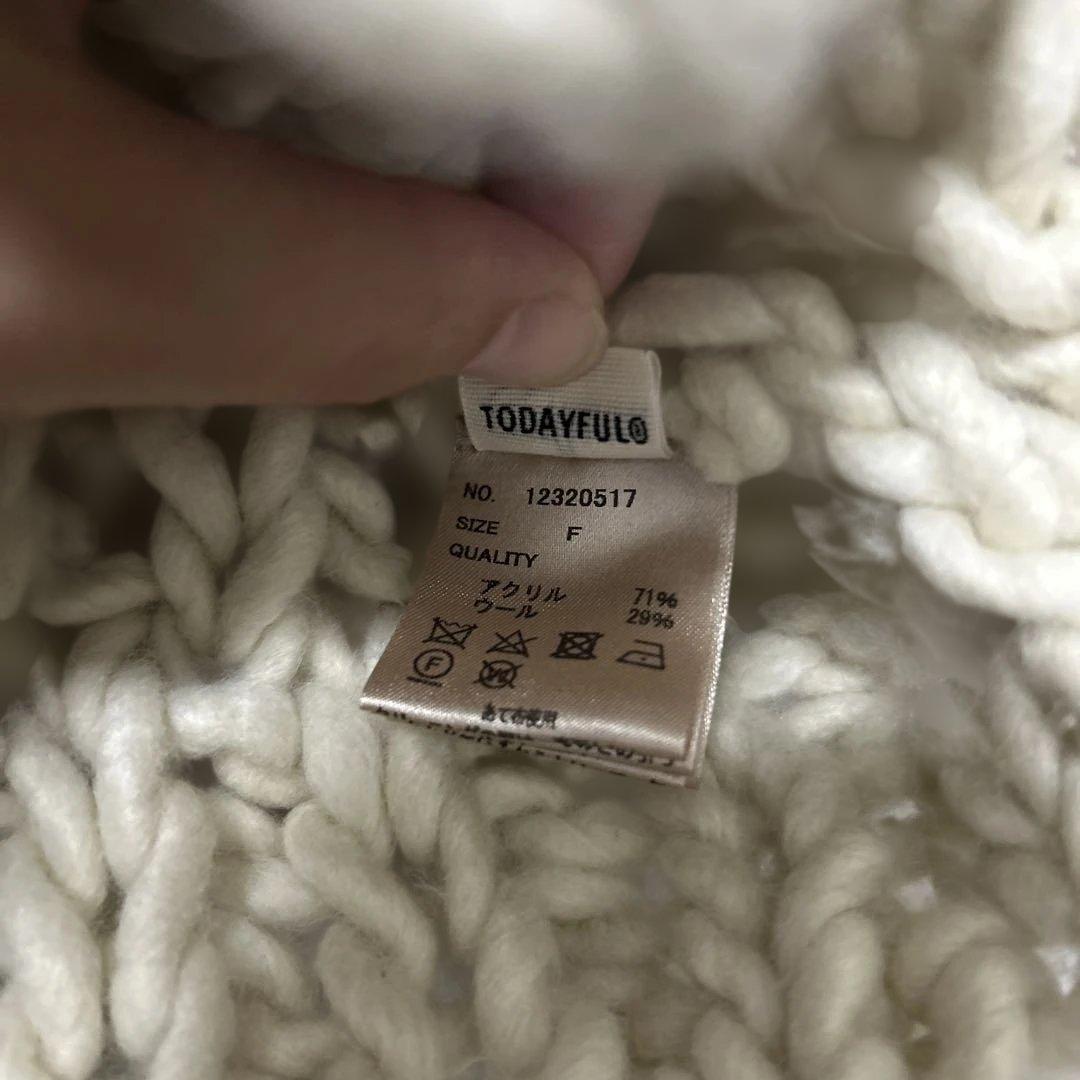 TODAYFUL®
NO. 12320517
SIZE F
QUALITY
アクリル 71%
ウール 29%
F
あて布使用